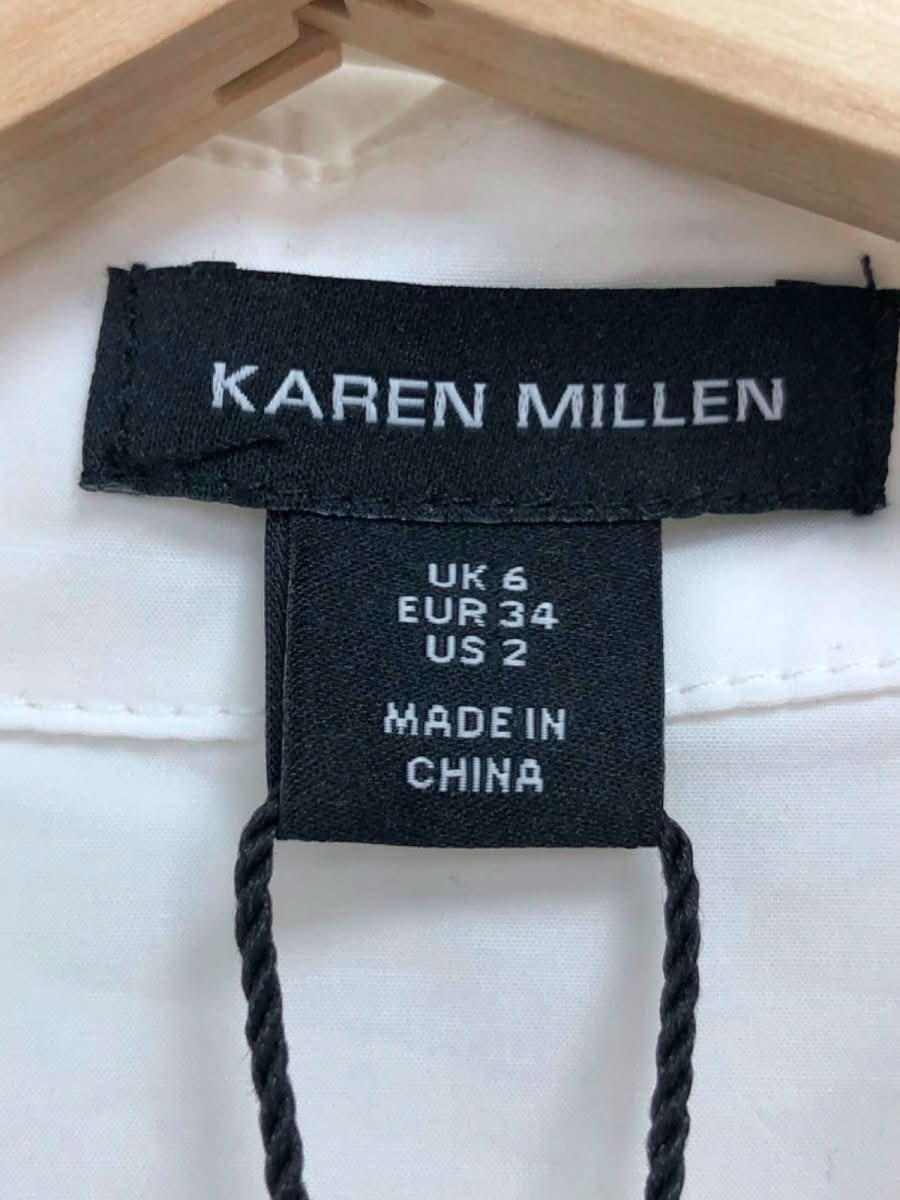 KAREN MILLEN
UK 6
EUR 34
US 2
MADE IN
CHINA